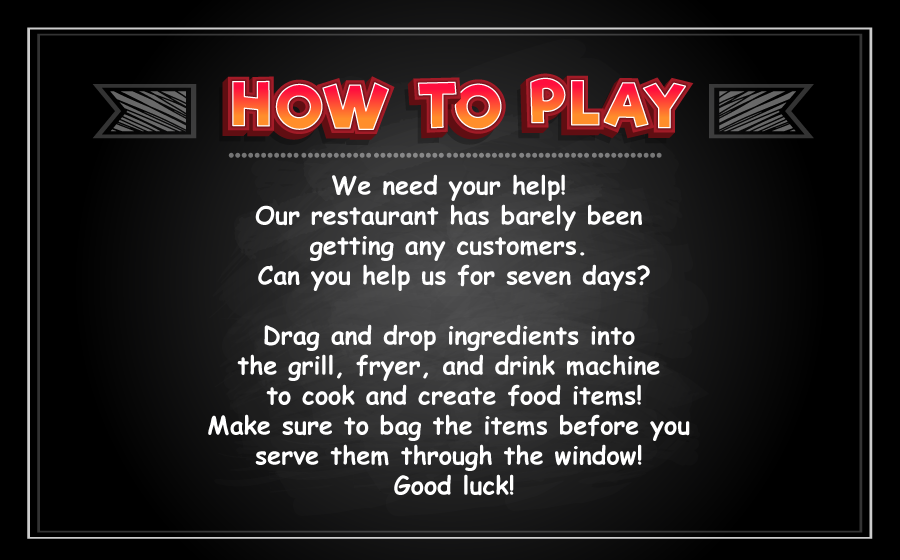 HOW TO PLAY
We need your help!
Our restaurant has barely been
getting any customers.
Can you help us for seven days?
Drag and drop ingredients into
the grill, fryer, and drink machine
to cook and create food items!
Make sure to bag the items before you
serve them through the window!
Good luck!